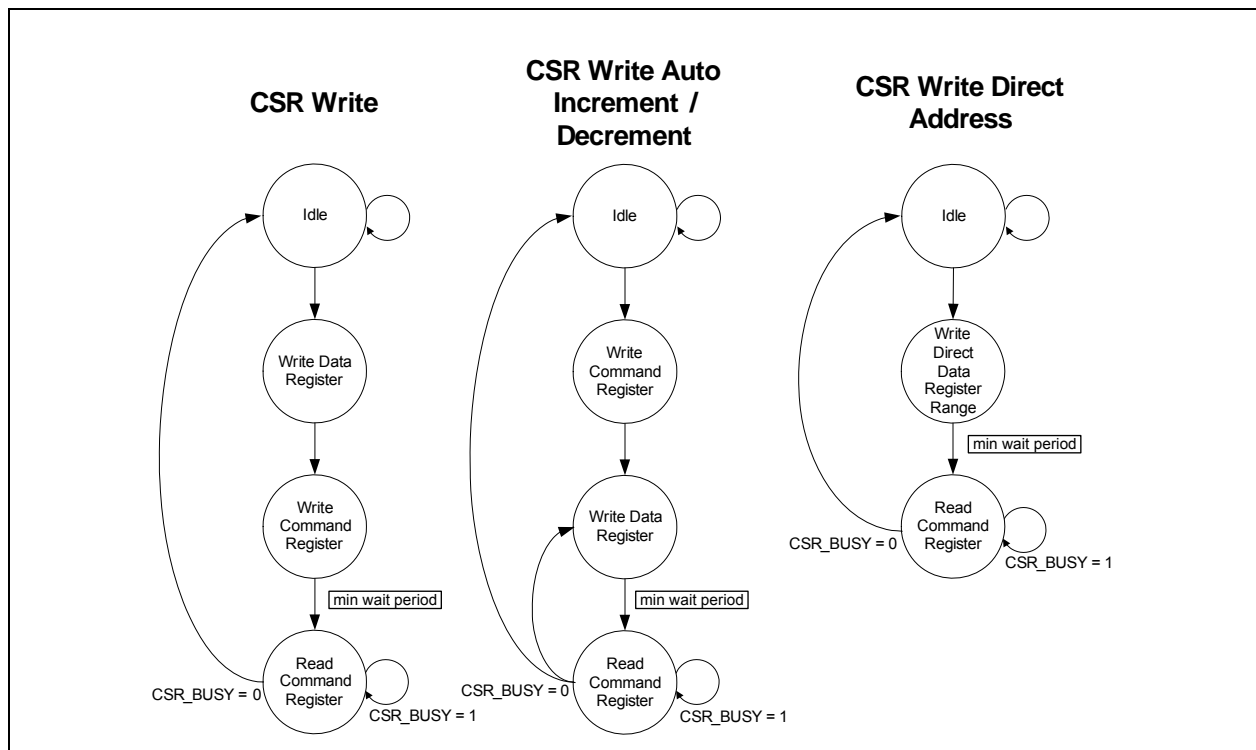 CSR Write
Idle
Write Data
Register
Write
Command
Register
min wait period
Read
Command
Register
CSR_BUSY = 0
CSR_BUSY = 1
CSR Write Auto
Increment /
Decrement
Idle
Write
Command
Register
Write Data
Register
min wait period
Read
Command
Register
CSR_BUSY = 0
CSR_BUSY = 1
CSR Write Direct
Address
Idle
Write
Direct
Data
Register
Range
min wait period
Read
Command
Register
CSR_BUSY = 0
CSR_BUSY = 1